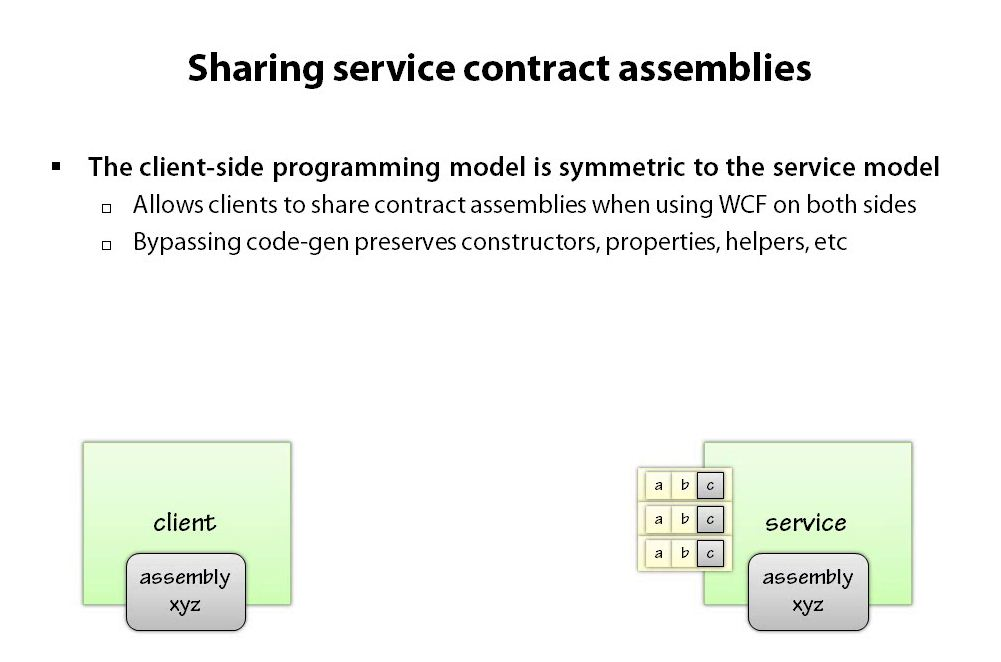 Sharing service contract assemblies
▪ The client-side programming model is symmetric to the service model
□ Allows clients to share contract assemblies when using WCF on both sides
□ Bypassing code-gen preserves constructors, properties, helpers, etc
client
assembly
xyz
a b c
a b c
a b c
service
assembly
xyz